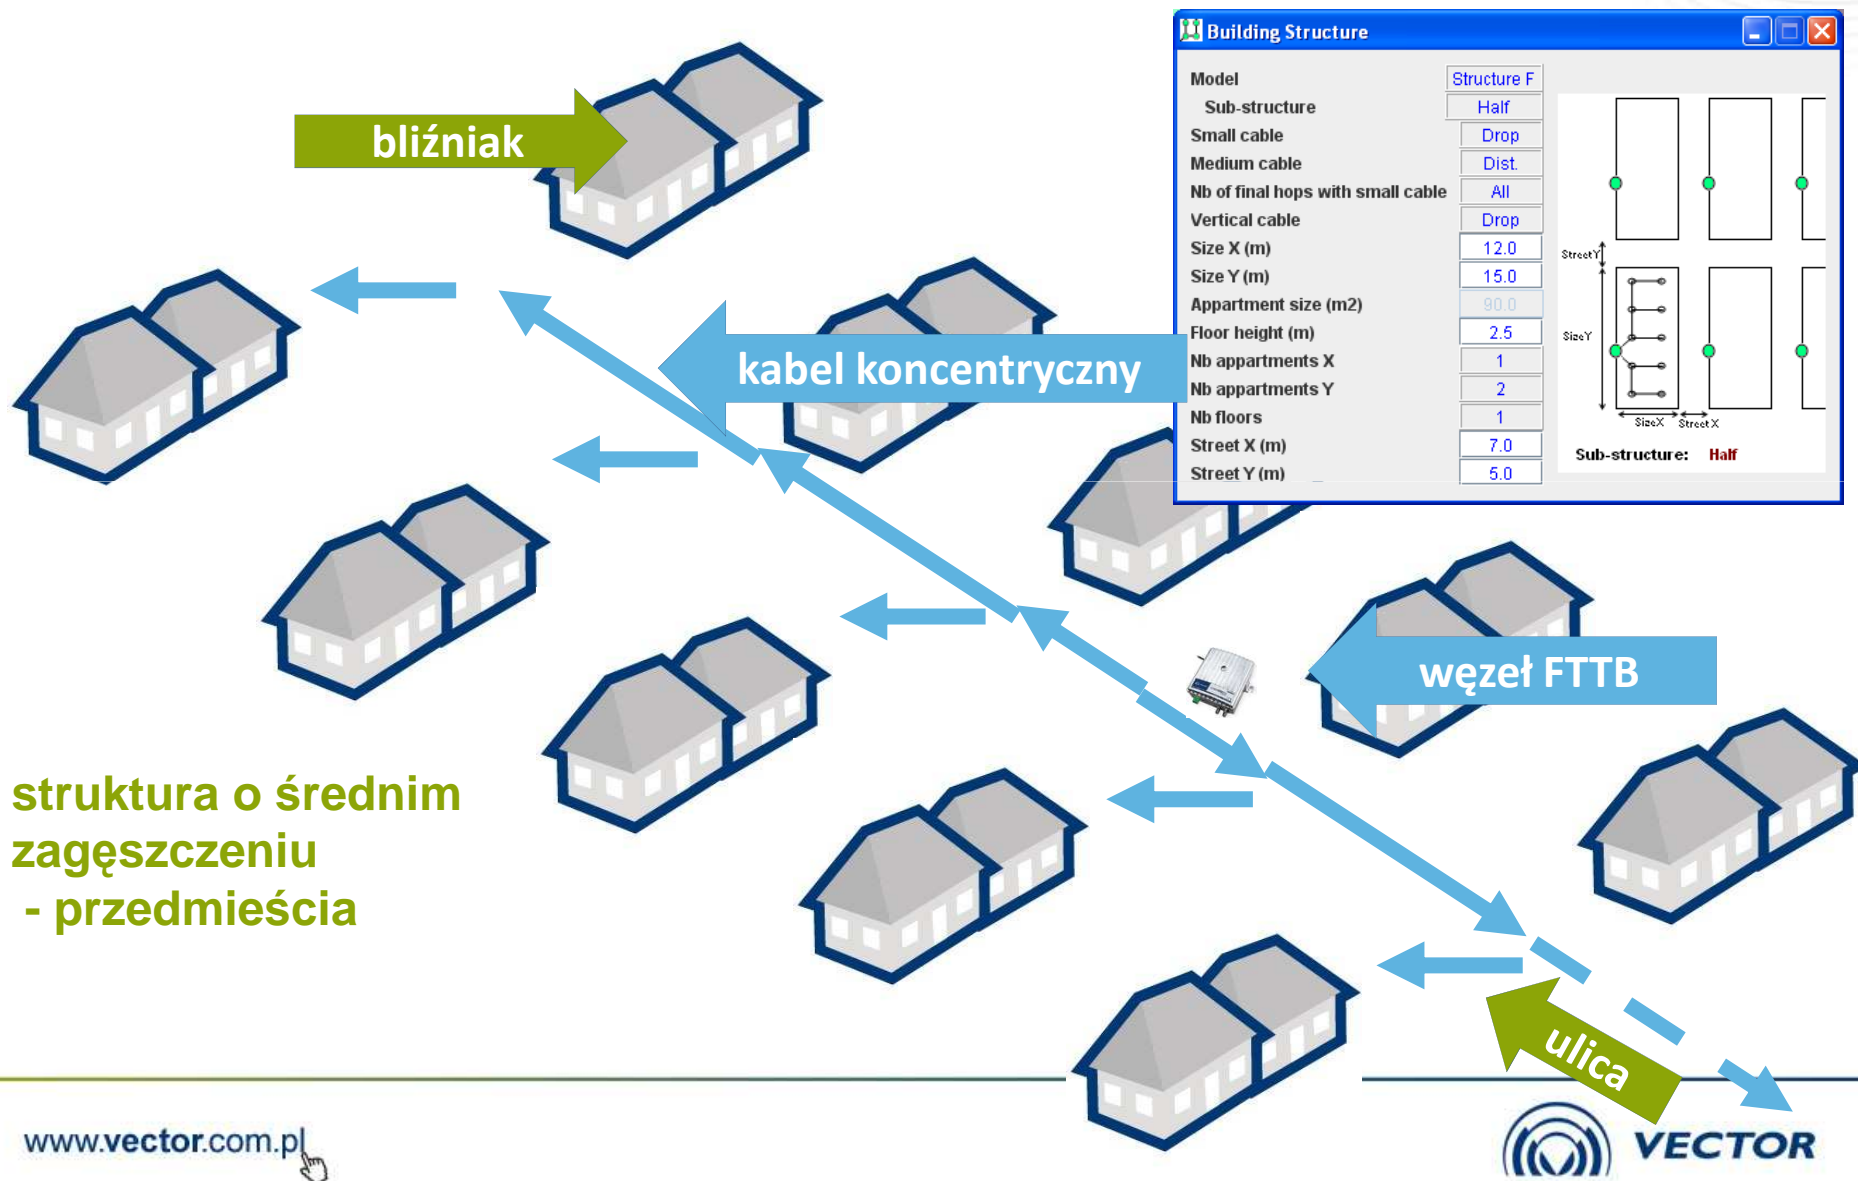 Building Structure
Model Structure F
Sub-structure Half
Small cable Drop
Medium cable Dist.
Nb of final hops with small cable All
Vertical cable Drop
Size X (m) 12.0
Size Y (m) 15.0
Appartment size (m2) 90.0
Floor height (m) 2.5
Nb appartments X 1
Nb appartments Y 2
Nb floors 1
Street X (m) 7.0
Street Y (m) 5.0
StreetY
SizeY
SizeX StreetX
Sub-structure: Half
bliźniak
kabel koncentryczny
węzeł FTTB
struktura o średnim
zagęszczeniu
- przedmieścia
ulica
www.vector.com.pl
VECTOR